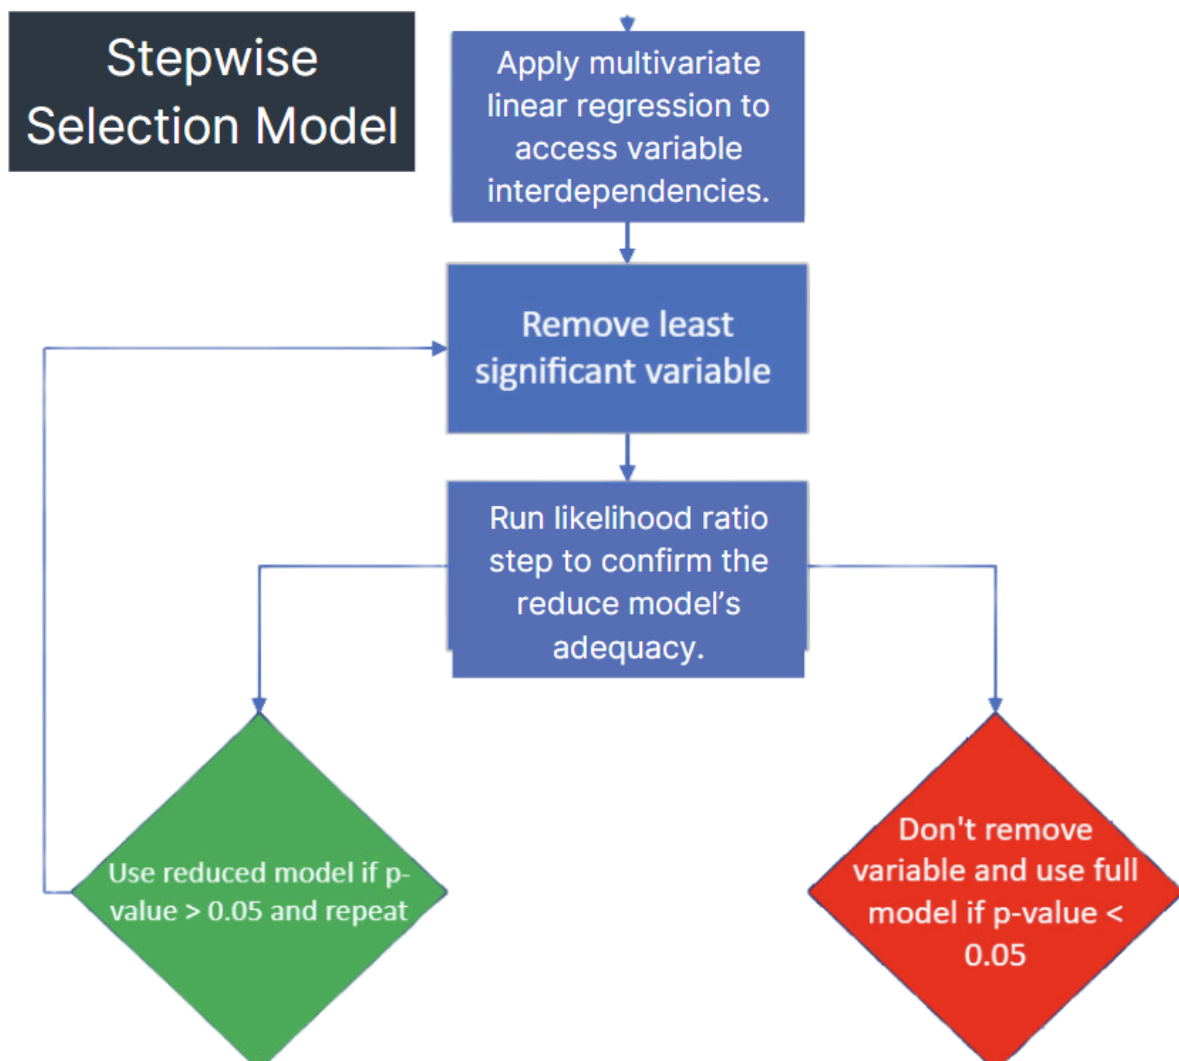 Stepwise
Selection Model
Apply multivariate
linear regression to
access variable
interdependencies.
Remove least
significant variable
Run likelihood ratio
step to confirm the
reduce model’s
adequacy.
Use reduced model if p-
value > 0.05 and repeat
Don't remove
variable and use full
model if p-value <
0.05